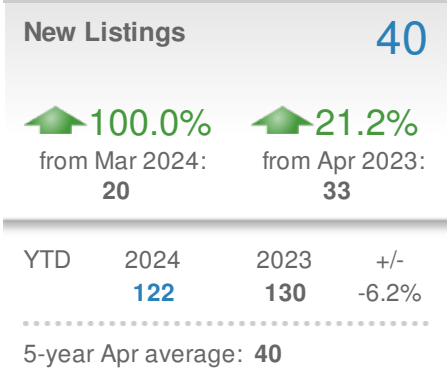 New Listings 40
100.0% 21.2%
from Mar 2024: from Apr 2023:
20 33
YTD 2024 2023 +/-
122 130 -6.2%
5-year Apr average: 40